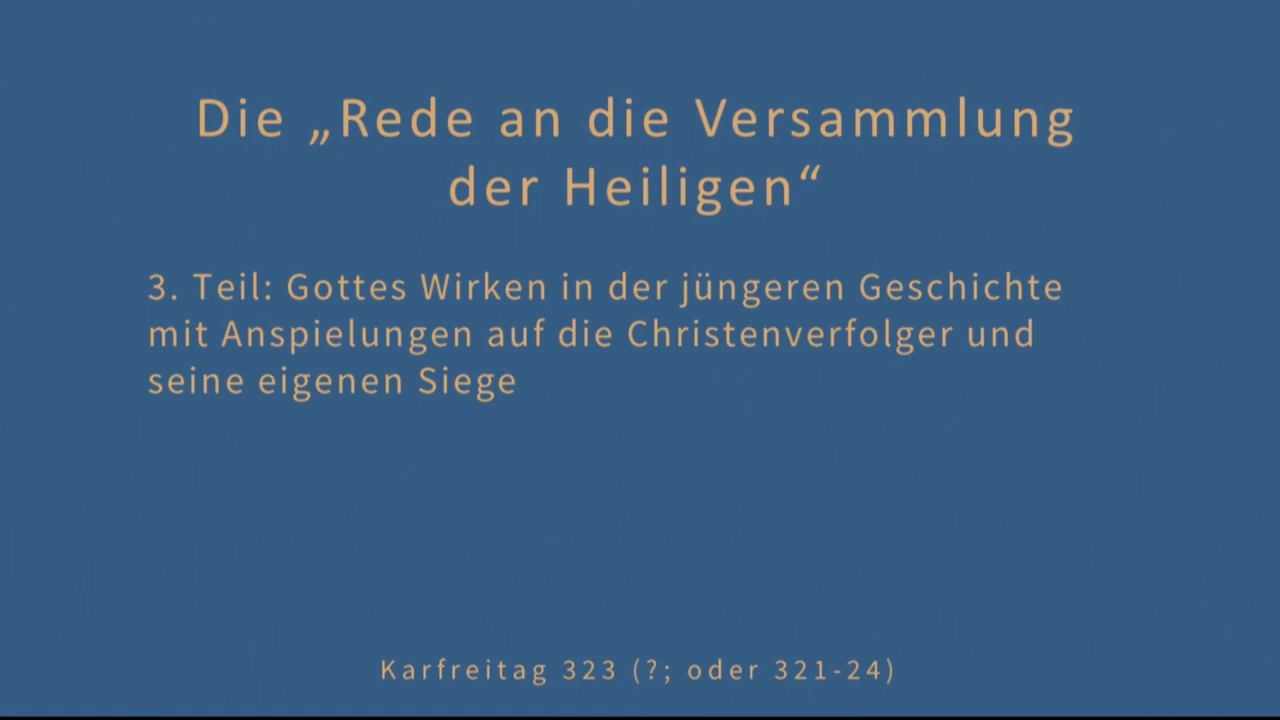 Die „Rede an die Versammlung
der Heiligen“
3. Teil: Gottes Wirken in der jüngeren Geschichte
mit Anspielungen auf die Christenverfolger und
seine eigenen Siege
Karfreitag 323 (?; oder 321-24)